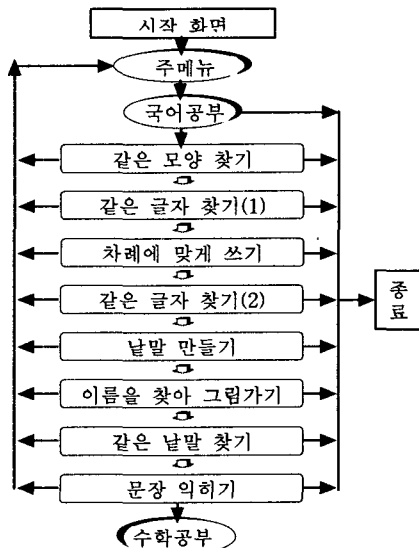 시작 화면
주메뉴
국어공부
같은 모양 찾기
같은 글자 찾기(1)
차례에 맞게 쓰기
같은 글자 찾기(2)
종료
낱말 만들기
이름을 찾아 그림가기
같은 낱말 찾기
문장 익히기
수학공부